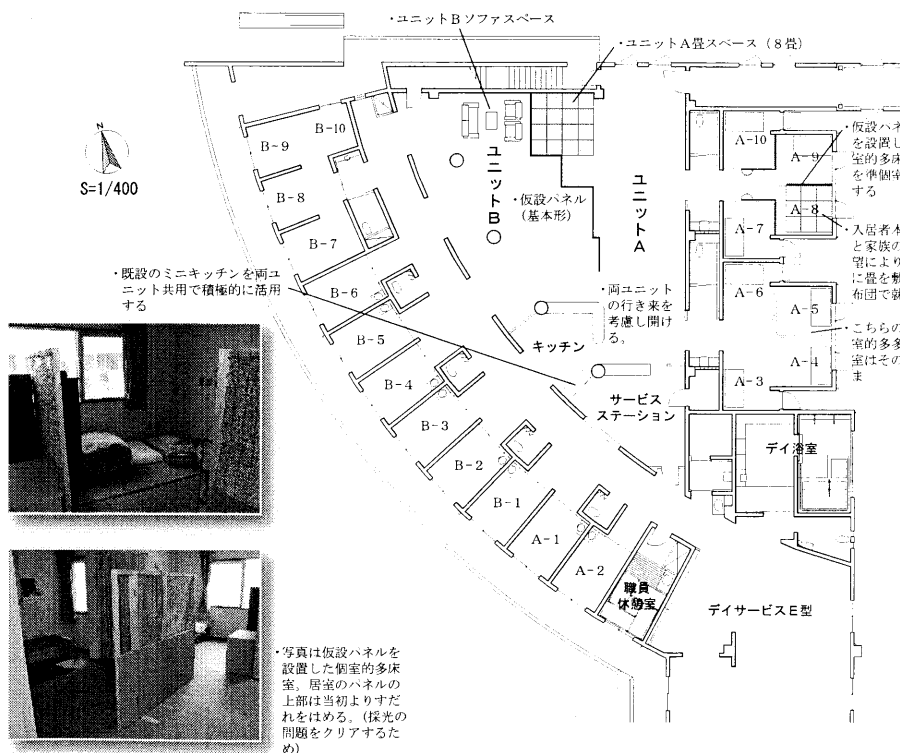 ・ユニットBソファスペース
・ユニットA畳スペース（8畳）
N
S=1/400
B-10
B-9
B-8
B-7
B-6
B-5
B-4
B-3
B-2
B-1
A-1
A-2
ユニットB
ユニットA
・仮設パネル
（基本形）
A-10
A-9
A-8
A-7
A-6
A-5
A-4
A-3
・仮設パネ
を設置し
室的多床
を準個室
する
・入居者本
と家族の
望により
に畳を敷
布団で就
・こちらの
室的多多
室はその
ま
・既設のミニキッチンを両ユ
ニット共用で積極的に活用
する
・両ユニット
の行き来を
考慮し開け
る。
キッチン
サービス
ステーション
デイ浴室
職員
休憩室
デイサービスE型
・写真は仮設パネルを
設置した個室的多床
室。居室のパネルの
上部は当初よりすだ
れをはめる。（採光の
問題をクリアするた
め）